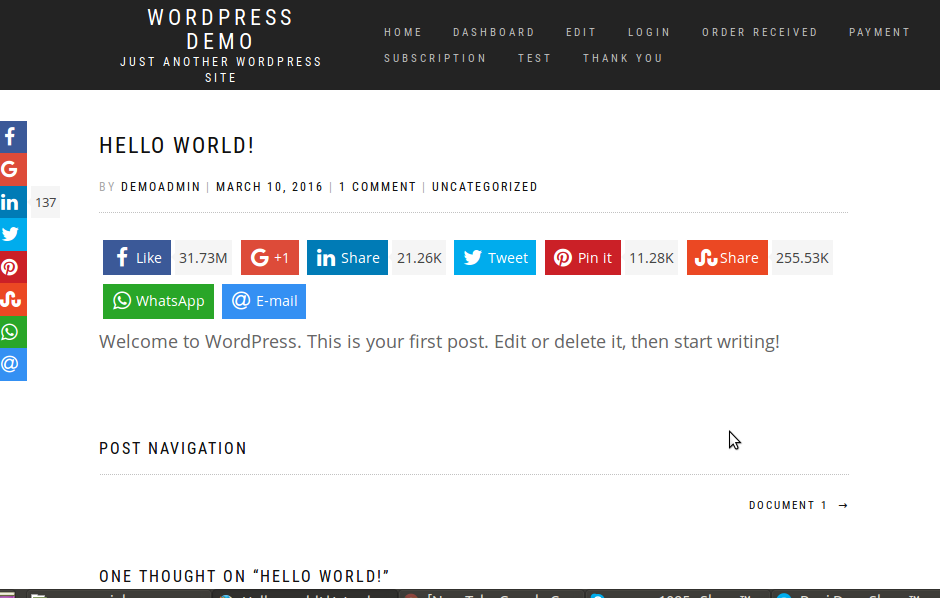 WORDPRESS
DEMO
JUST ANOTHER WORDPRESS
SITE
HOME DASHBOARD EDIT LOGIN ORDER RECEIVED PAYMENT
SUBSCRIPTION TEST THANK YOU
137
HELLO WORLD!
BY DEMOADMIN | MARCH 10, 2016 | 1 COMMENT | UNCATEGORIZED
Like 31.73M +1 Share 21.26K Tweet Pin it 11.28K Share 255.53K
WhatsApp E-mail
Welcome to WordPress. This is your first post. Edit or delete it, then start writing!
POST NAVIGATION
DOCUMENT 1 →
ONE THOUGHT ON “HELLO WORLD!”